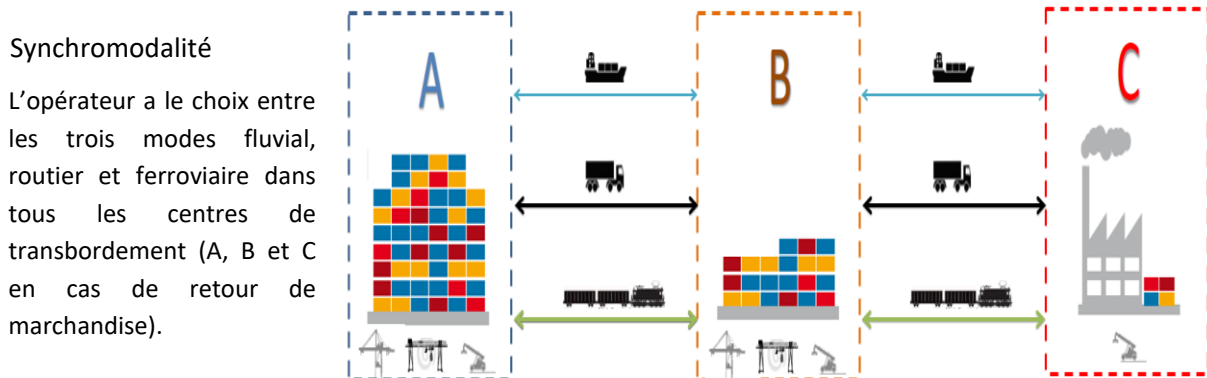 Synchromodalité
L’opérateur a le choix entre
les trois modes fluvial,
routier et ferroviaire dans
tous les centres de
transbordement (A, B et C
en cas de retour de
marchandise).
A
B
C